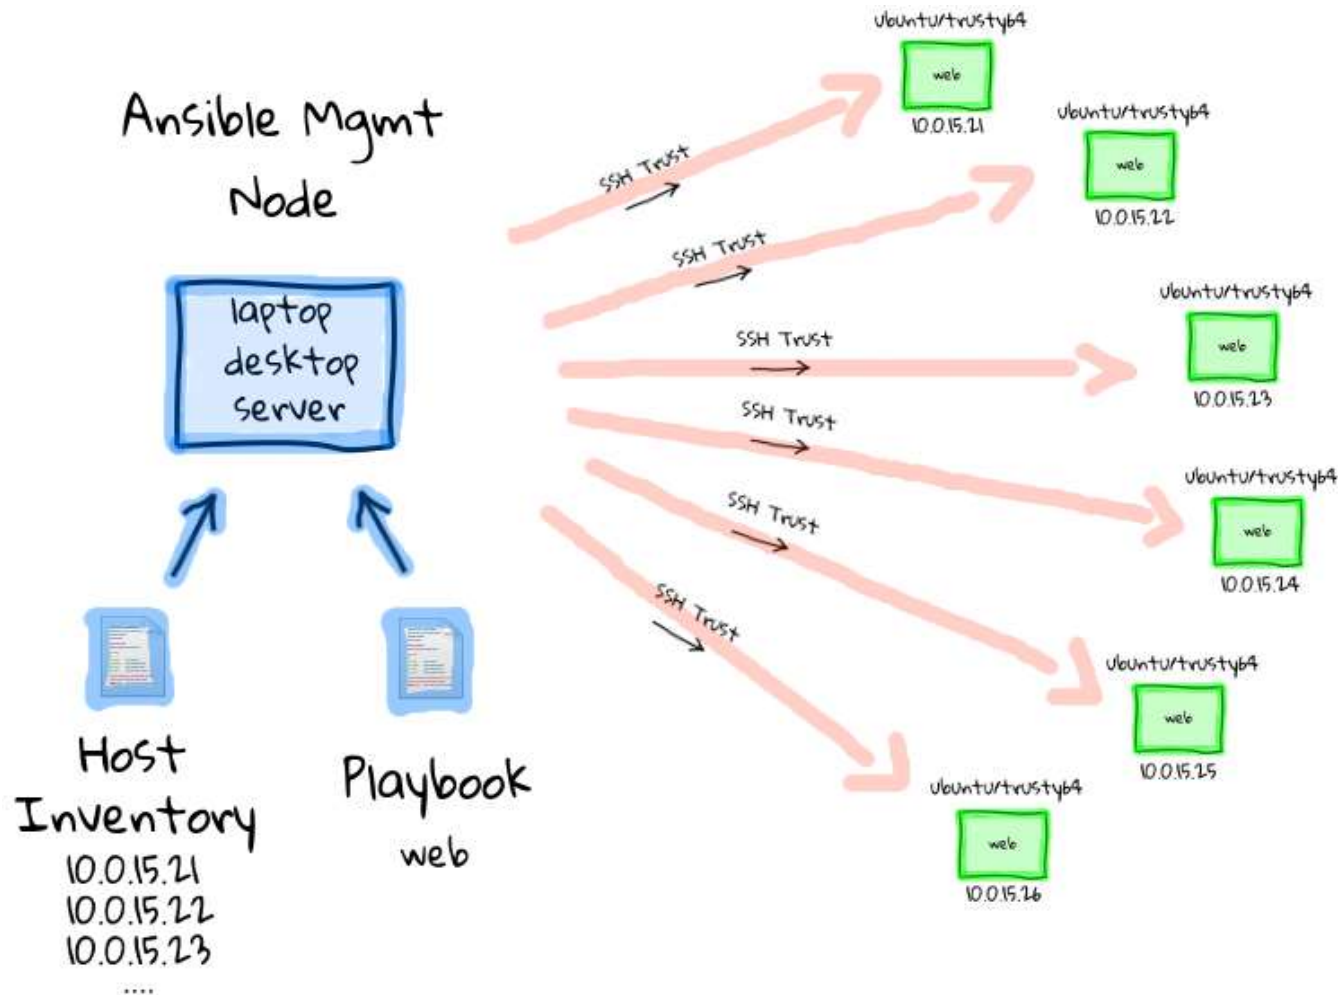 Ansible Mgmt
Node
laptop
desktop
server
Host
Inventory
10.0.15.21
10.0.15.22
10.0.15.23
....
Playbook
web
SSH Trust
SSH Trust
SSH Trust
SSH Trust
SSH Trust
SSH Trust
ubuntu/trusty64
web
10.0.15.21
ubuntu/trusty64
web
10.0.15.22
ubuntu/trusty64
web
10.0.15.23
ubuntu/trusty64
web
10.0.15.24
ubuntu/trusty64
web
10.0.15.25
ubuntu/trusty64
web
10.0.15.26